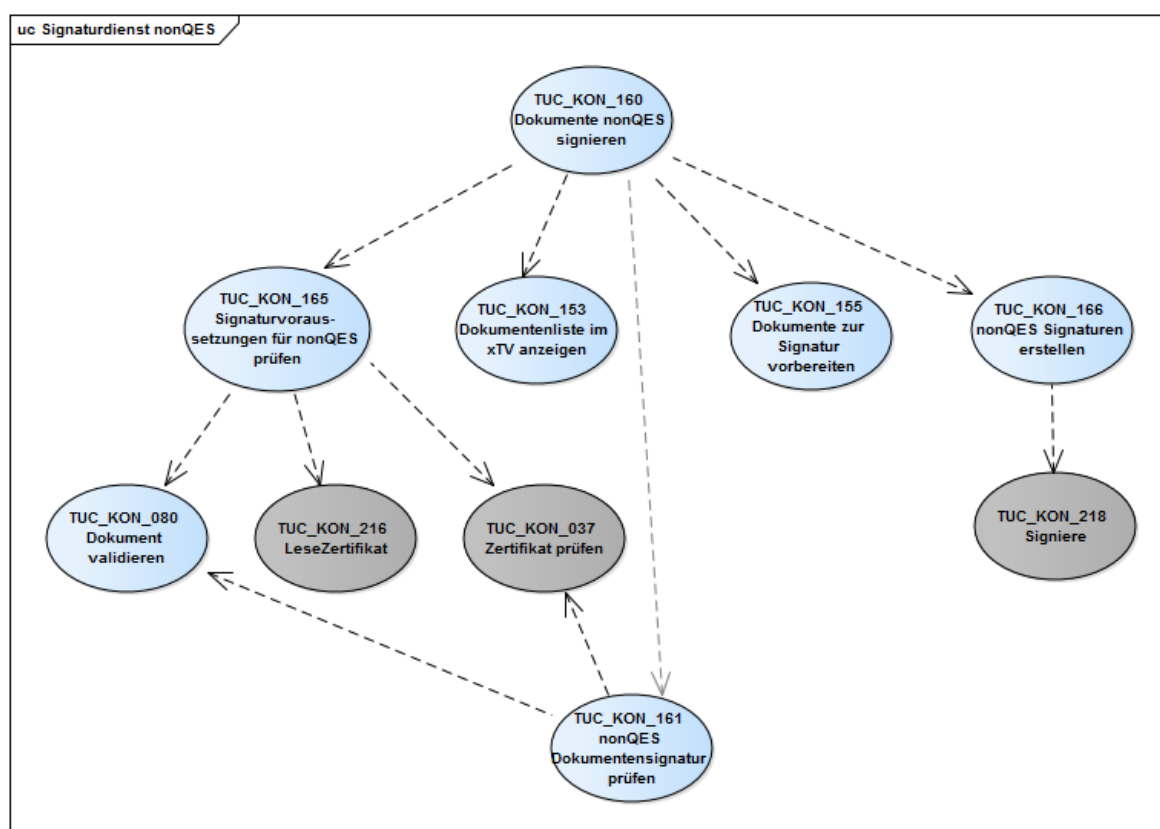 uc Signaturdienst nonQES
TUC_KON_160
Dokumente nonQES
signieren
TUC_KON_165
Signaturvoraus-
setzungen für nonQES
prüfen
TUC_KON_153
Dokumentenliste im
xTV anzeigen
TUC_KON_155
Dokumente zur
Signatur
vorbereiten
TUC_KON_166
nonQES Signaturen
erstellen
TUC_KON_080
Dokument
validieren
TUC_KON_216
LeseZertifikat
TUC_KON_037
Zertifikat prüfen
TUC_KON_218
Signiere
TUC_KON_161
nonQES
Dokumentensignatur
prüfen